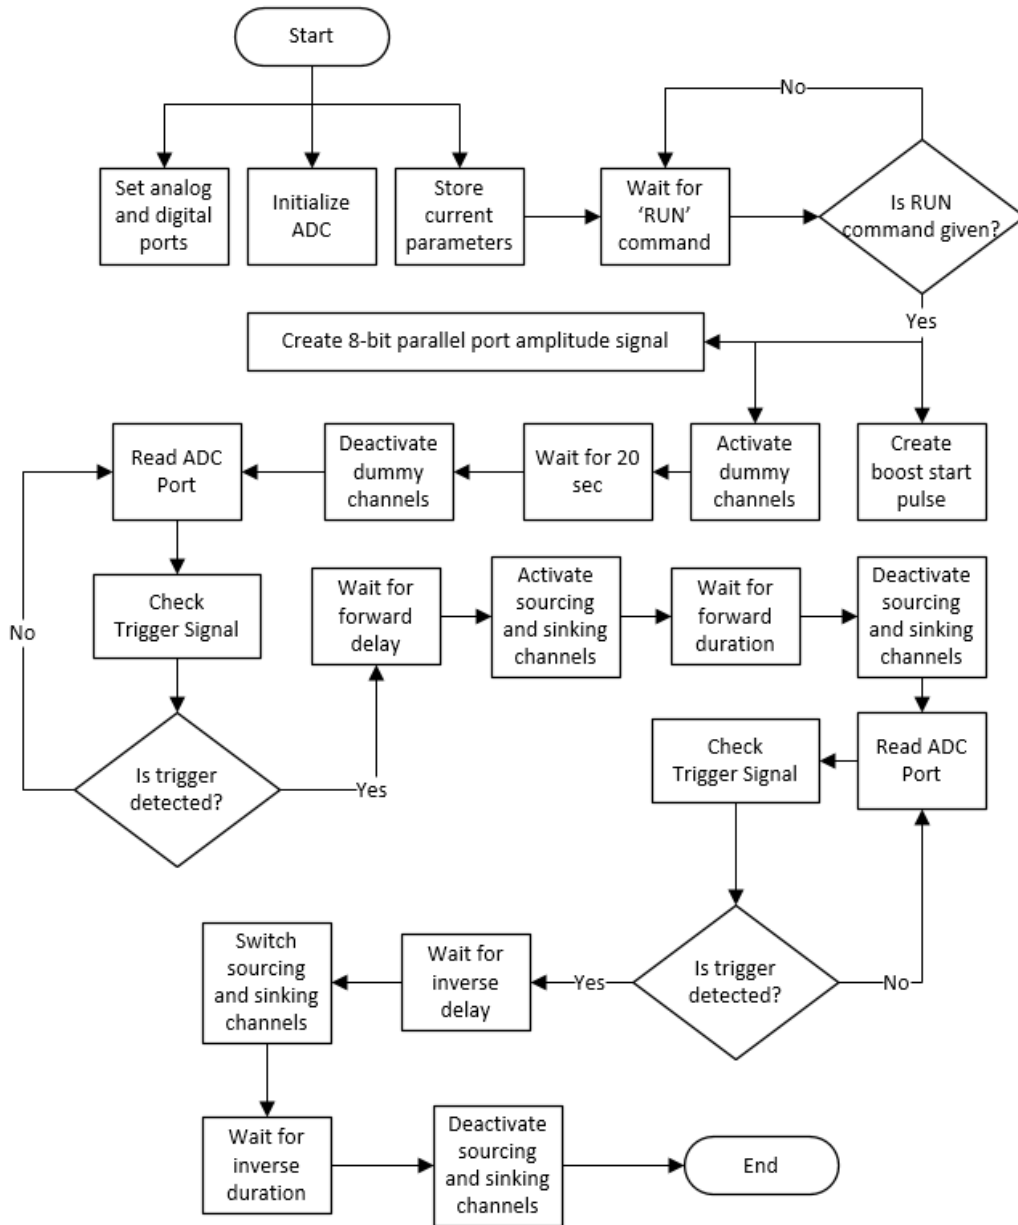 Start
No
Set analog
and digital
ports
Initialize
ADC
Store
current
parameters
Wait for
‘RUN’
command
Is RUN
command given?
Yes
Create 8-bit parallel port amplitude signal
Read ADC
Port
Deactivate
dummy
channels
Wait for 20
sec
Activate
dummy
channels
Create
boost start
pulse
No
Check
Trigger Signal
Wait for
forward
delay
Activate
sourcing
and sinking
channels
Wait for
forward
duration
Deactivate
sourcing
and sinking
channels
Is trigger
detected?
Yes
Check
Trigger Signal
Read ADC
Port
Switch
sourcing
and sinking
channels
Wait for
inverse
delay
Yes
Is trigger
detected?
No
Wait for
inverse
duration
Deactivate
sourcing
and sinking
channels
End